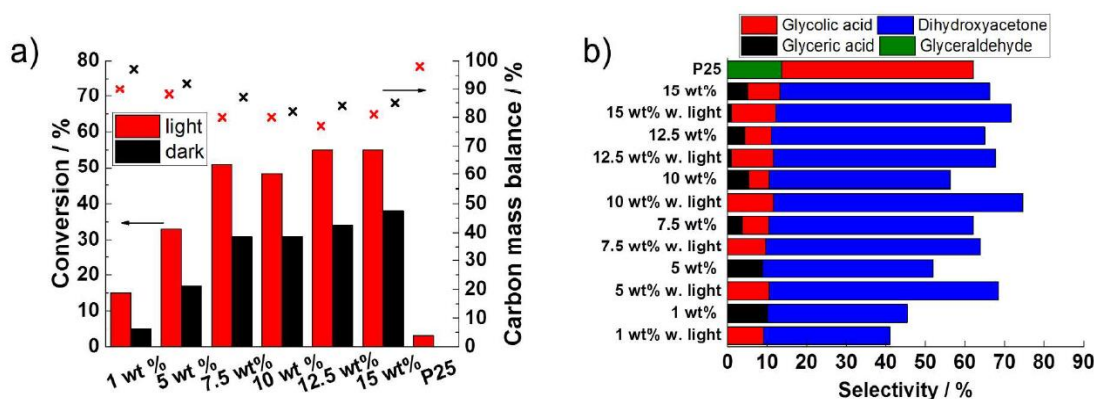 a)
80
70
60
50
40
30
20
10
0
Conversion / %
light
dark
100
90
80
70
60
50
40
30
20
10
0
Carbon mass balance / %
1 wt %
5 wt %
7.5 wt%
10 wt %
12.5 wt %
15 wt%
P25
b)
Glycolic acid Dihydroxyacetone
Glyceric acid Glyceraldehyde
P25
15 wt%
15 wt% w. light
12.5 wt%
12.5 wt% w. light
10 wt%
10 wt% w. light
7.5 wt%
7.5 wt% w. light
5 wt%
5 wt% w. light
1 wt%
1 wt% w. light
0 10 20 30 40 50 60 70 80 90
Selectivity / %